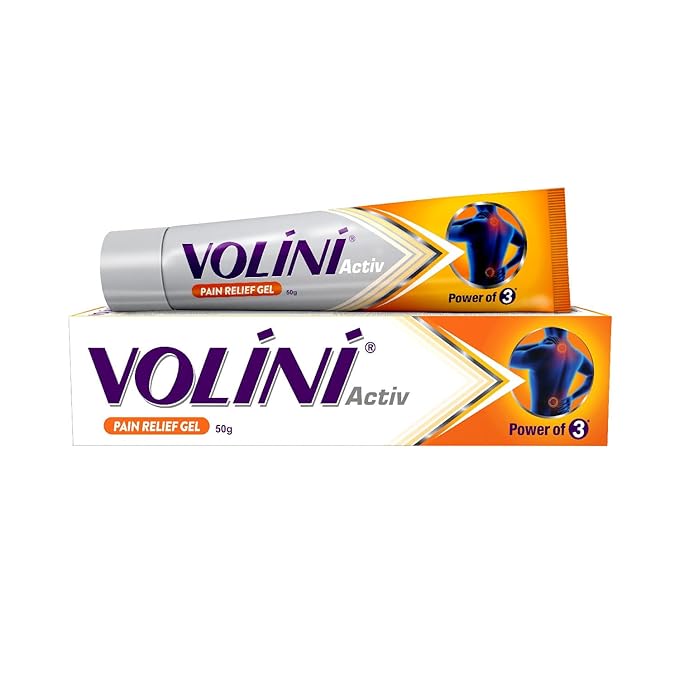 VOLINI® Activ
PAIN RELIEF GEL 50g
Power of 3*
VOLINI® Activ
PAIN RELIEF GEL 50g
Power of 3*